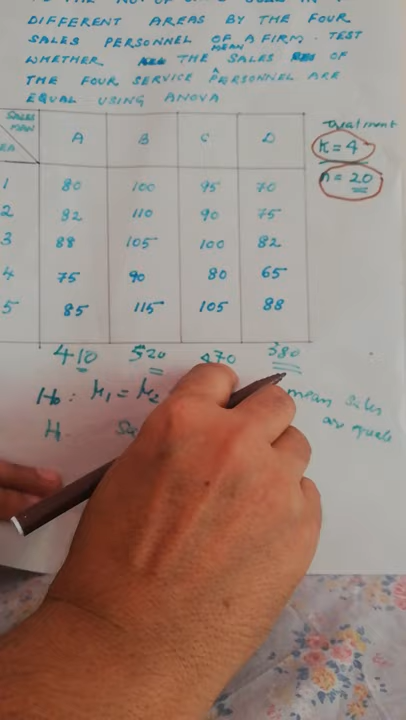 DIFFERENT AREAS BY THE FOUR
SALES PERSONNEL OF A FIRM. TEST
MEAN
WHETHER THE SALES OF
THE FOUR SERVICE PERSONNEL ARE
EQUAL USING ANOVA
SALES MAN A B C D
1 80 100 95 70
2 82 110 90 75
3 88 105 100 82
4 75 90 80 65
5 85 115 105 88
410 520 470 380
Treatment
K = 4
n = 20
H₀ : μ₁ = μ₂ mean sales
are equals
H